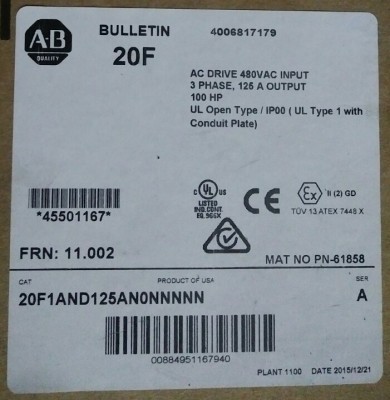 A-B
QUALITY
BULLETIN
20F
4006817179
AC DRIVE 480VAC INPUT
3 PHASE, 125 A OUTPUT
100 HP
UL Open Type / IP00 ( UL Type 1 with
Conduit Plate)
*45501167*
C UL US
LISTED
IND. CONT. EQ.
CE
Ex II (2) GD
TÜV 13 ATEX 7448 X
FRN: 11.002
MAT NO PN-61858
CAT
PRODUCT OF USA
SER
20F1AND125AN0NNNNN
A
00884951167940
PLANT 1100 DATE 2015/12/21